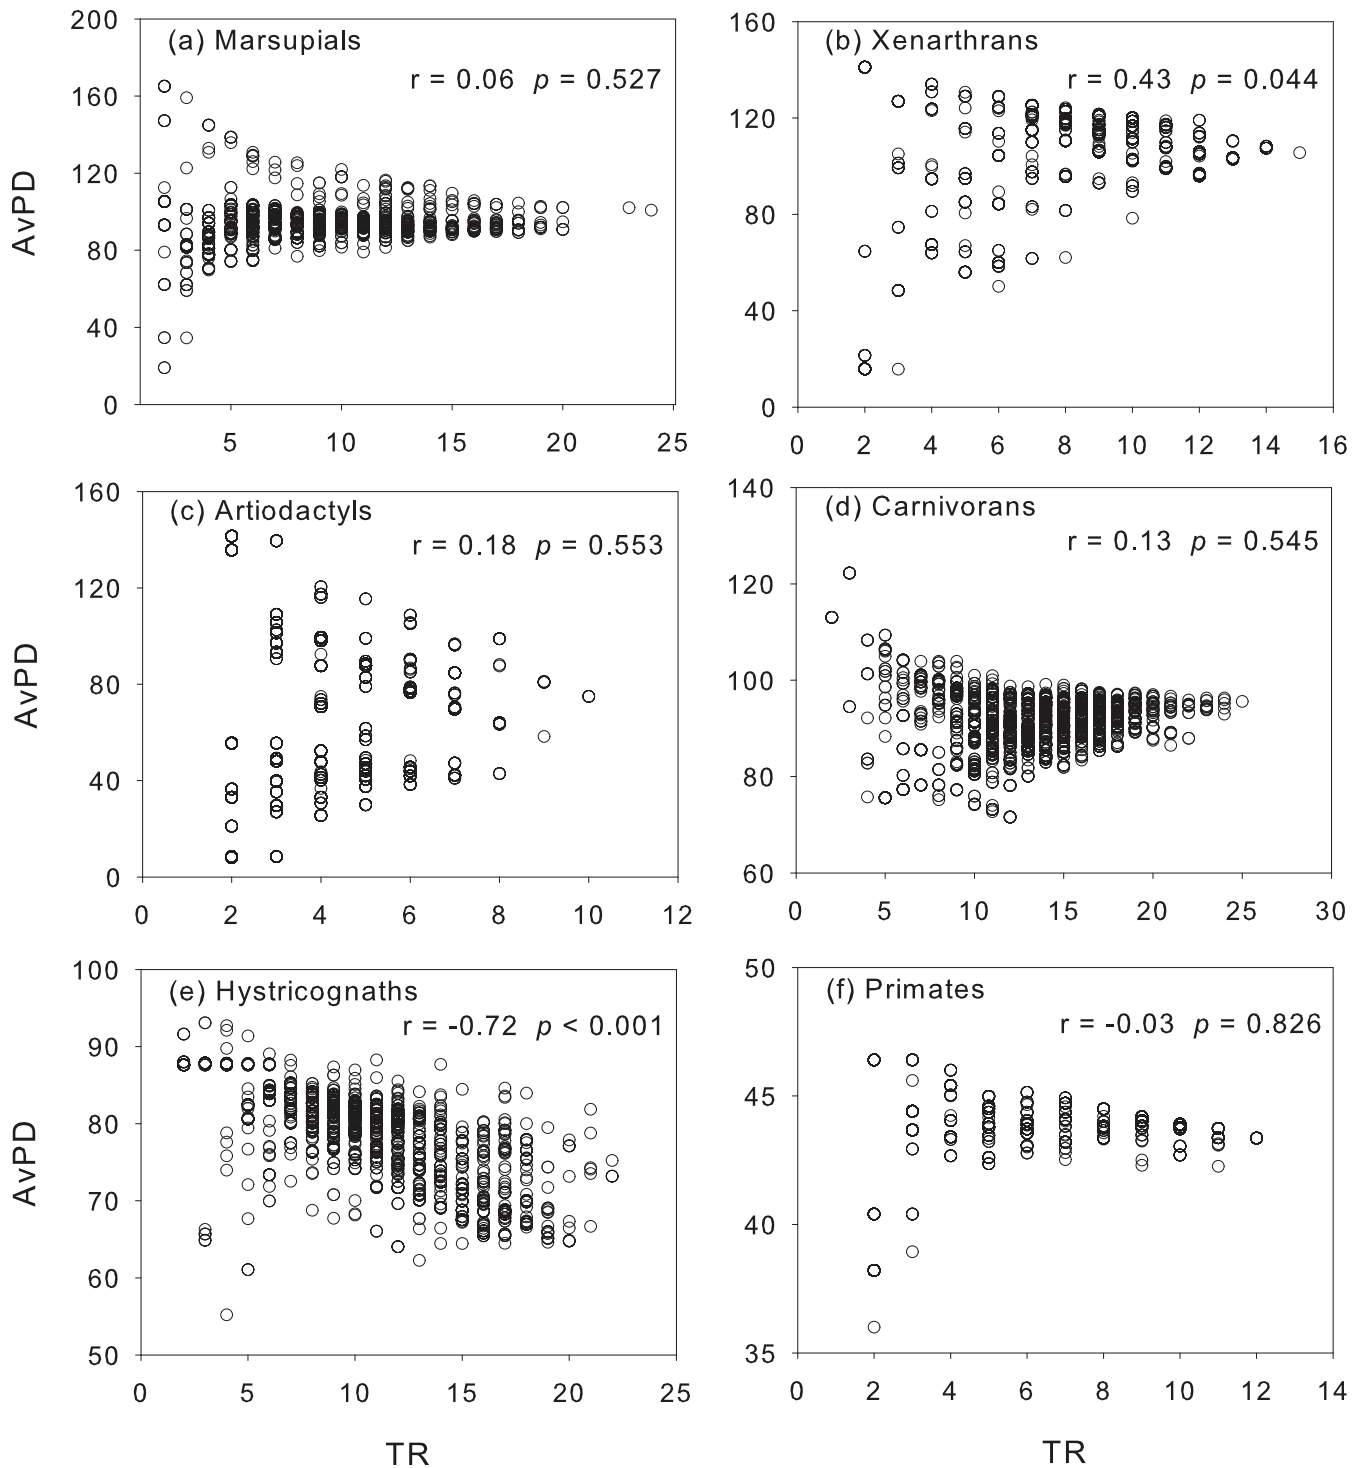 (a) Marsupials
r = 0.06 p = 0.527
200
160
120
80
40
0
AvPD
5 10 15 20 25
(b) Xenarthrans
r = 0.43 p = 0.044
160
120
80
40
0
0 2 4 6 8 10 12 14 16
(c) Artiodactyls
r = 0.18 p = 0.553
160
120
80
40
0
AvPD
0 2 4 6 8 10 12
(d) Carnivorans
r = 0.13 p = 0.545
140
120
100
80
60
0 5 10 15 20 25 30
(e) Hystricognaths
r = -0.72 p < 0.001
100
90
80
70
60
50
AvPD
0 5 10 15 20 25
TR
(f) Primates
r = -0.03 p = 0.826
50
45
40
35
0 2 4 6 8 10 12 14
TR